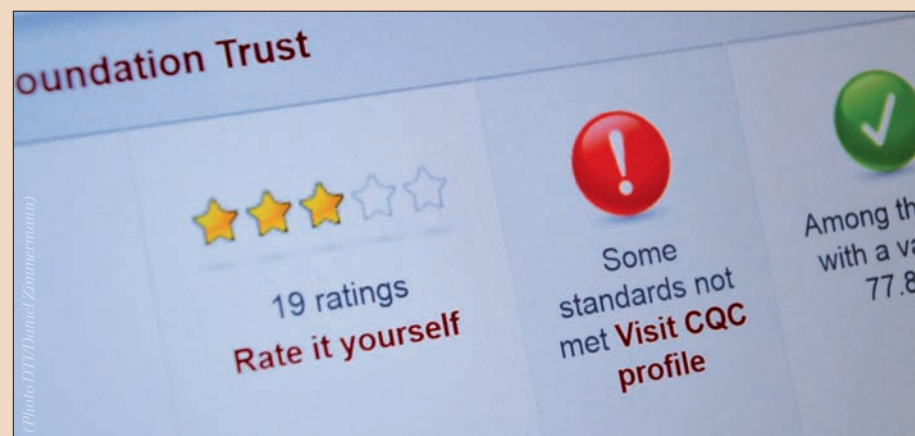 oundation Trust
19 ratings
Rate it yourself
Some
standards not
met Visit CQC
profile
Among th
with a va
77.8
(Photo DTI/Daniel Zimmermann)